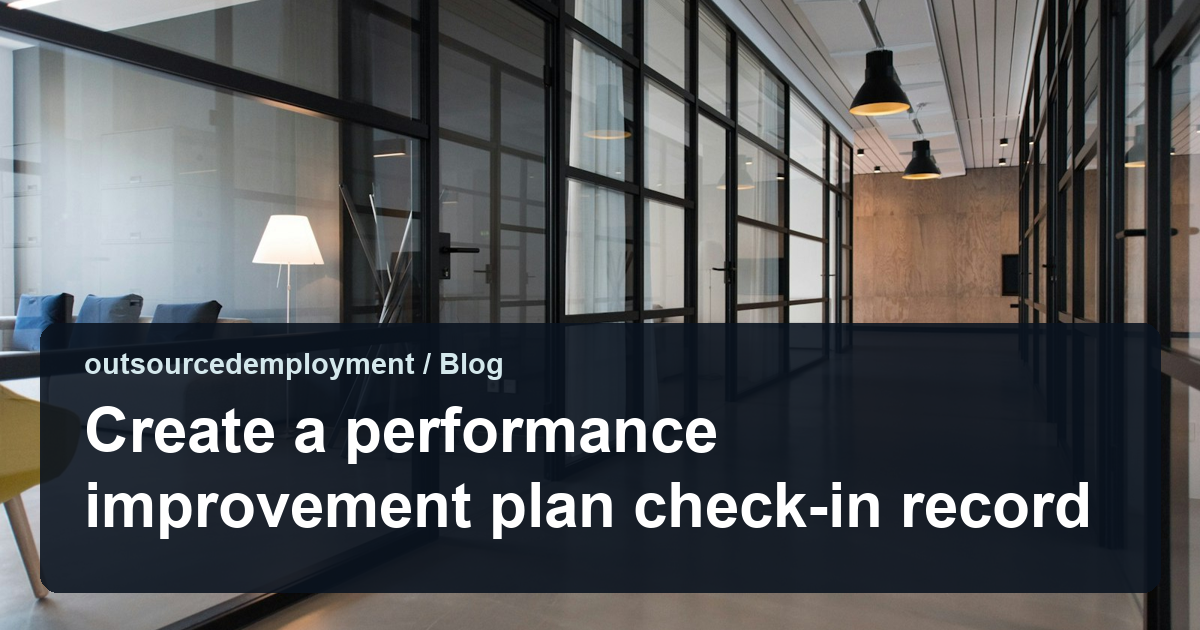 outsourcedemployment / Blog
Create a performance
improvement plan check-in record